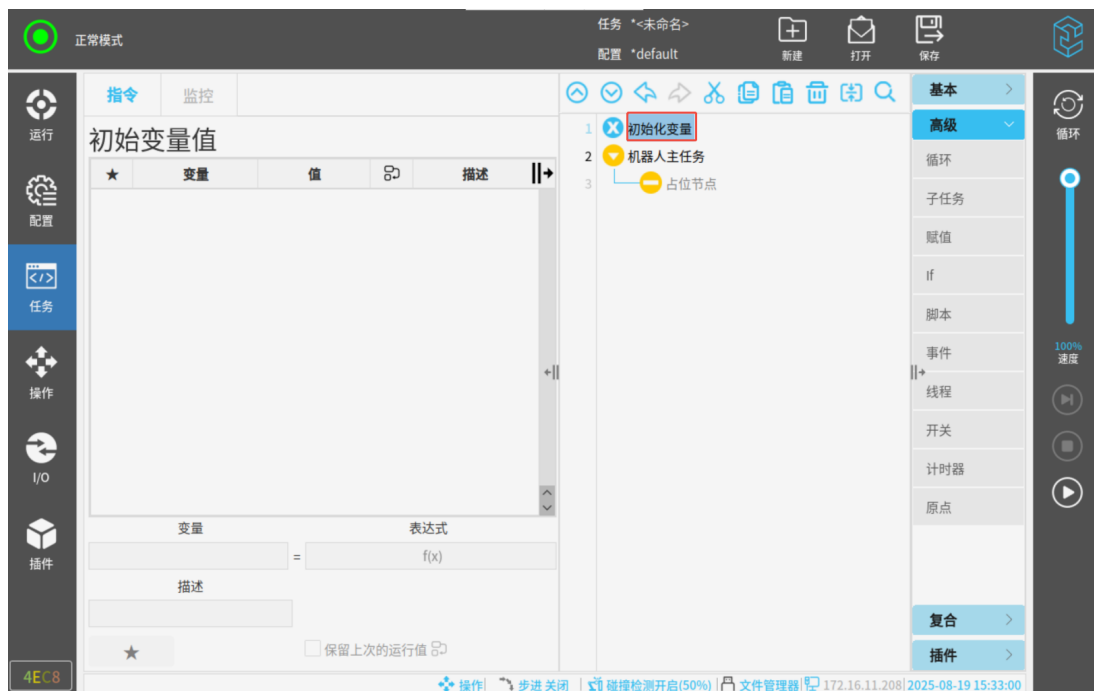 正常模式
任务 *<未命名>
配置 *default
新建
打开
保存
运行
配置
任务
操作
I/O
插件
4EC8
指令
监控
初始变量值
★ 变量 值 描述
变量 表达式
= f(x)
描述
★
保留上次的运行值
1 初始化变量
2 机器人主任务
3 占位节点
基本
高级
循环
子任务
赋值
If
脚本
事件
线程
开关
计时器
原点
复合
插件
循环
100%
速度
操作 步进 关闭 碰撞检测开启(50%) 文件管理器 172.16.11.208 2025-08-19 15:33:00